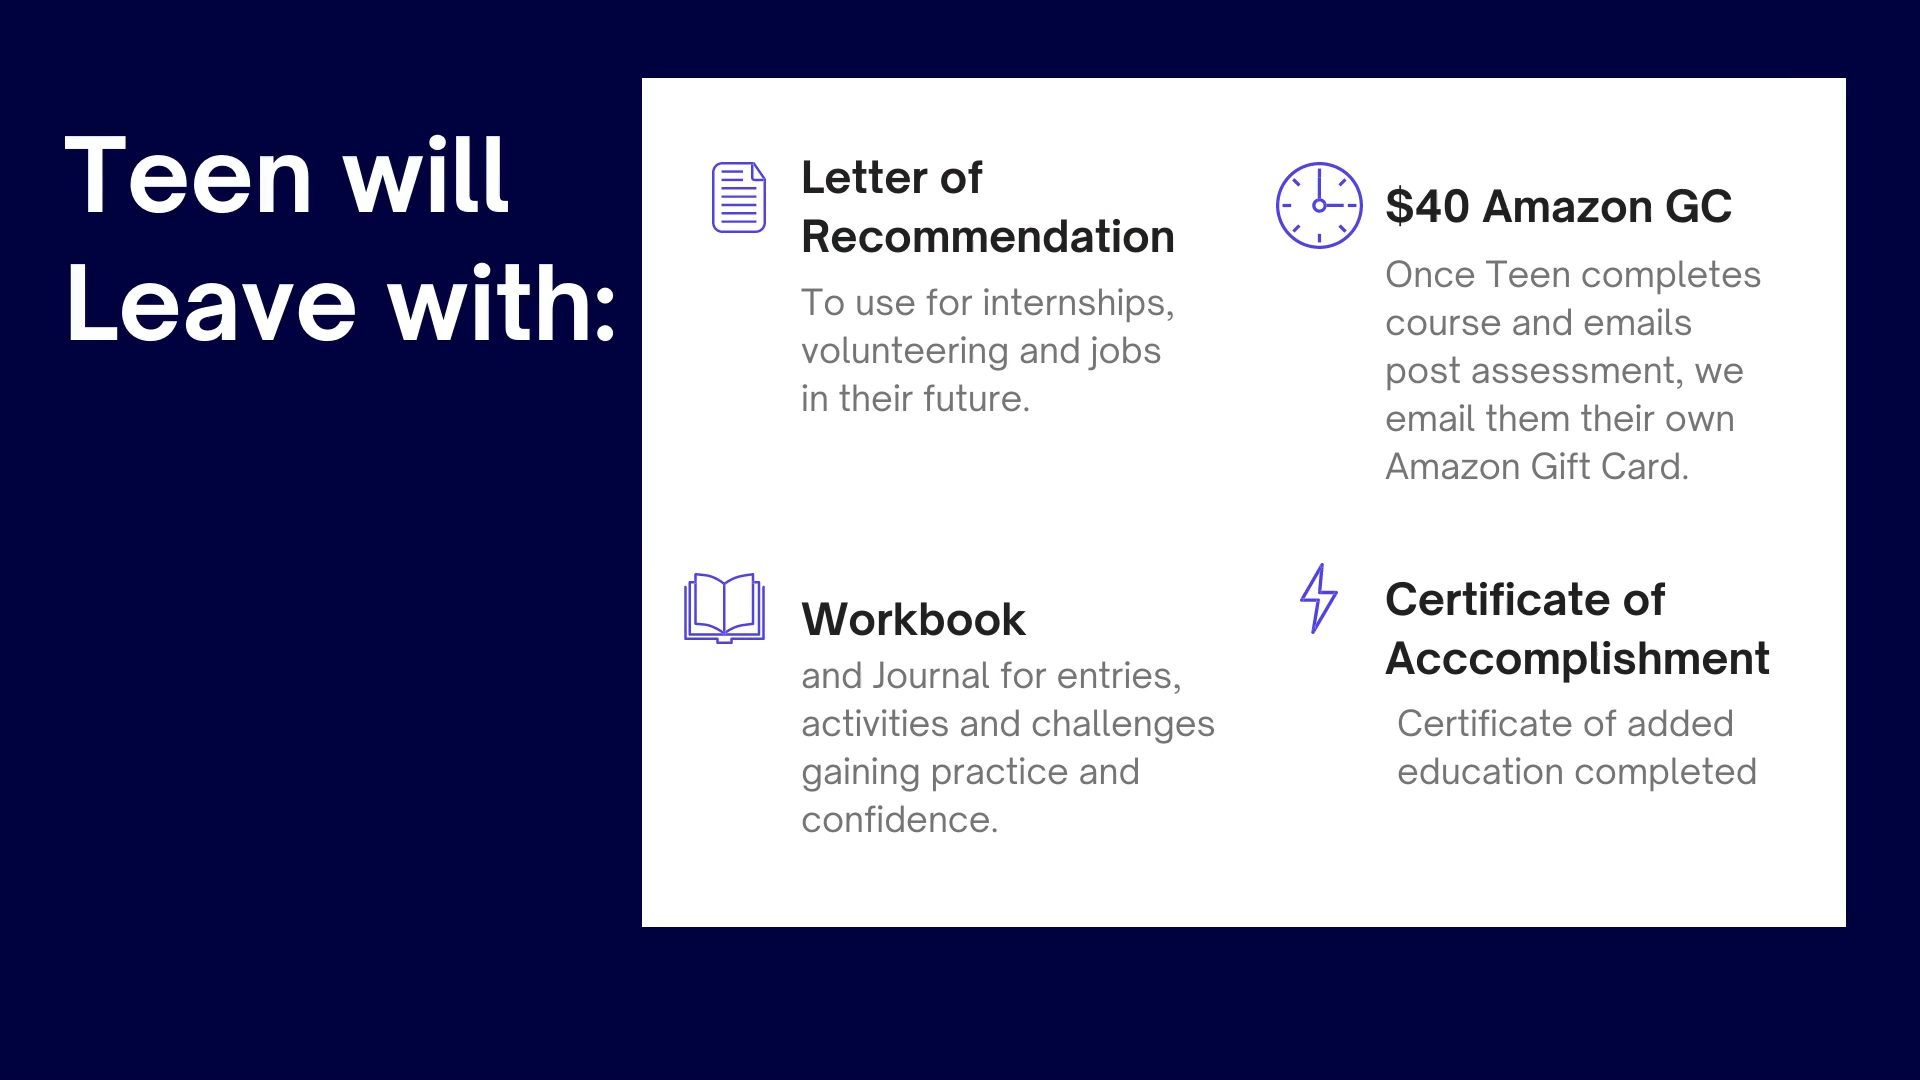 Teen will
Leave with:
Letter of
Recommendation
To use for internships,
volunteering and jobs
in their future.
$40 Amazon GC
Once Teen completes
course and emails
post assessment, we
email them their own
Amazon Gift Card.
Workbook
and Journal for entries,
activities and challenges
gaining practice and
confidence.
Certificate of
Acccomplishment
Certificate of added
education completed